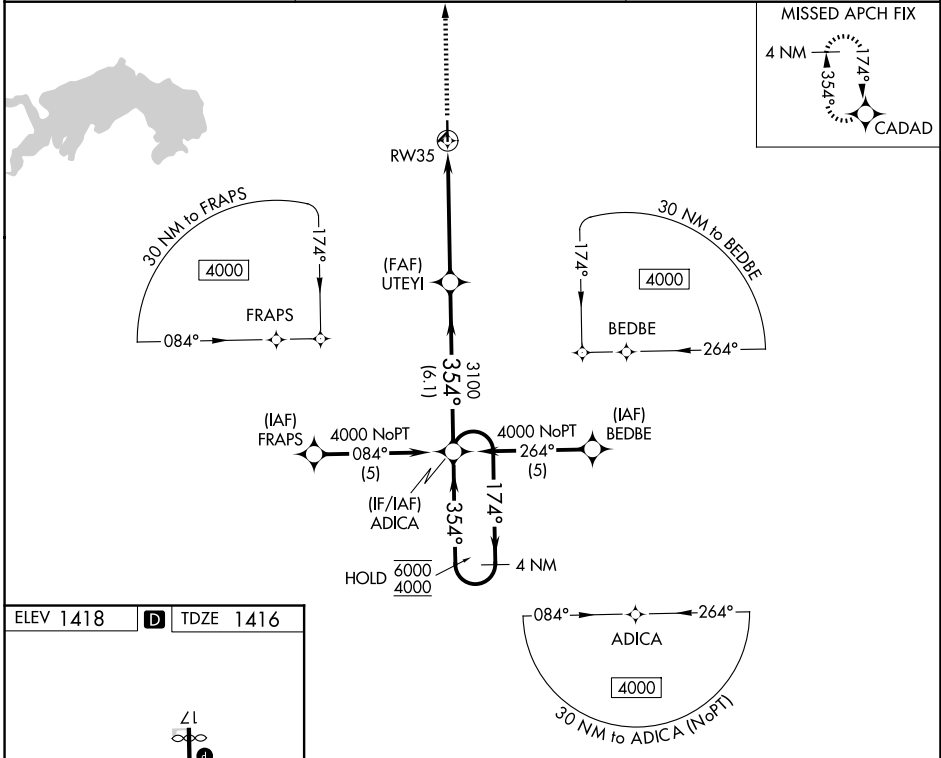 MISSED APCH FIX
4 NM
174°
354°
CADAD
RW35
30 NM to FRAPS
174°
4000
FRAPS
084°
(FAF)
UTEYI
30 NM to BEDBE
174°
4000
BEDBE
264°
3100
354°
(6.1)
(IAF)
FRAPS
4000 NoPT
084°
(5)
4000 NoPT
264°
(5)
(IAF)
BEDBE
(IF/IAF)
ADICA
354°
174°
HOLD
6000
4000
4 NM
084°
264°
ADICA
4000
30 NM to ADICA (NoPT)
ELEV 1418
D
TDZE 1416
17
d